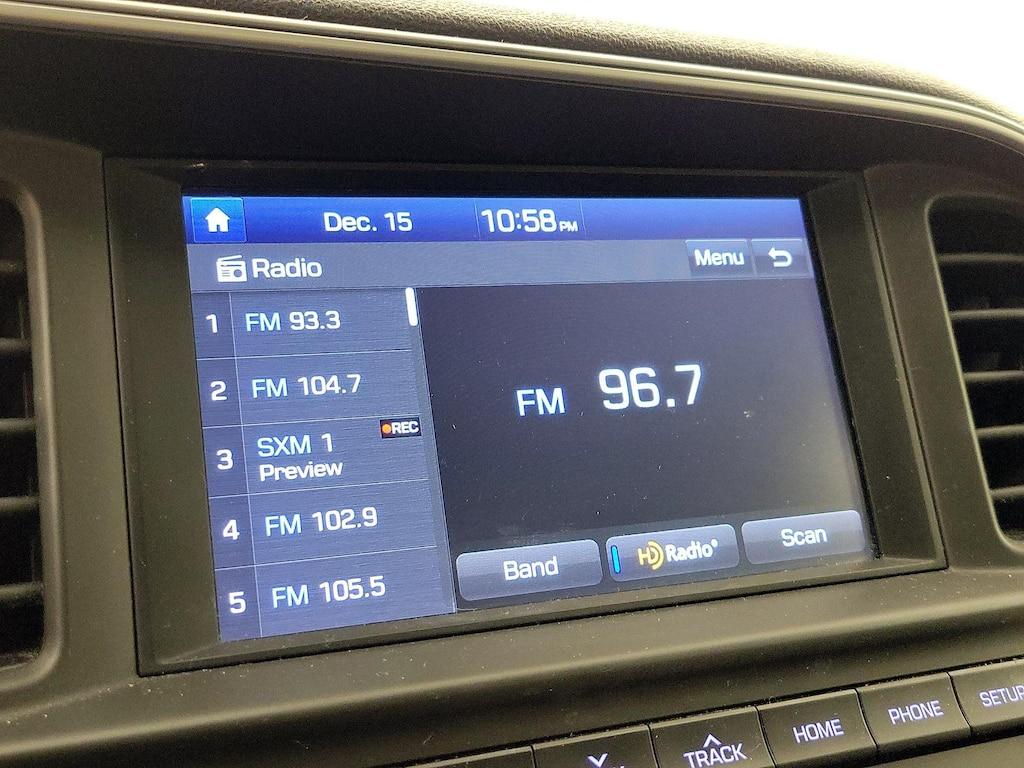 Dec. 15 10:58 PM
Radio Menu
1 FM 93.3
2 FM 104.7
3 SXM 1 REC
Preview
4 FM 102.9
5 FM 105.5
FM 96.7
Band HD Radio® Scan
TRACK HOME PHONE SETUP